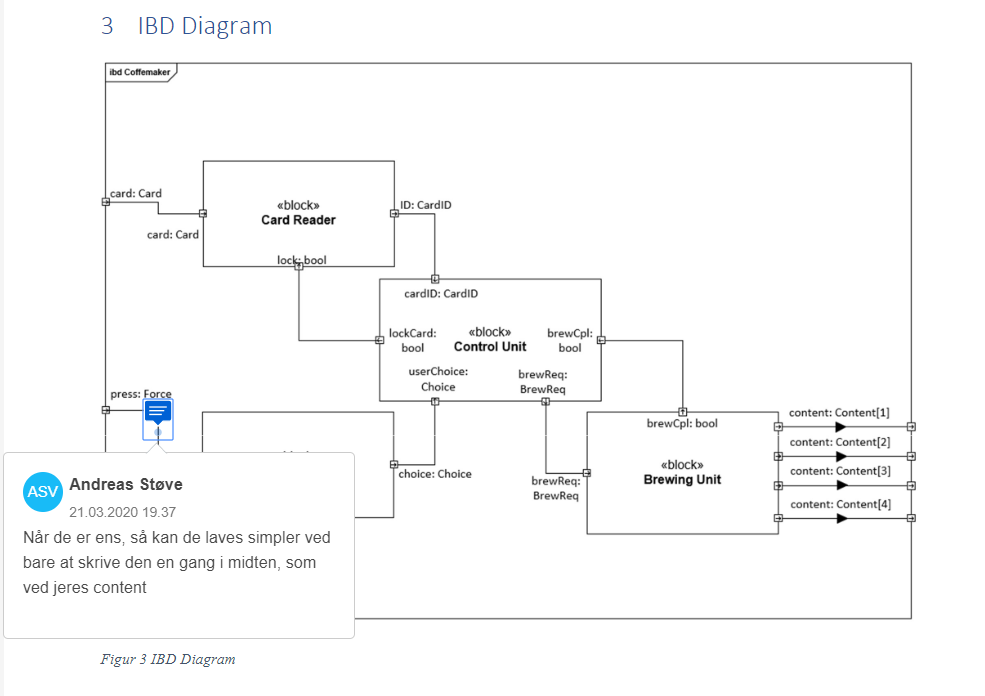 3 IBD Diagram
ibd Coffemaker
card: Card
«block»
Card Reader
ID: CardID
card: Card
lock: bool
cardID: CardID
lockCard:
bool
«block»
Control Unit
brewCpl:
bool
userChoice:
Choice
brewReq:
BrewReq
press: Force
content: Content[1]
brewCpl: bool
content: Content[2]
«block»
Brewing Unit
choice: Choice
content: Content[3]
brewReq:
BrewReq
content: Content[4]
ASV
Andreas Støve
21.03.2020 19.37
Når de er ens, så kan de laves simpler ved
bare at skrive den en gang i midten, som
ved jeres content
Figur 3 IBD Diagram